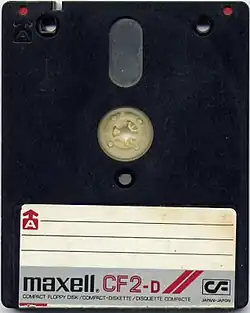 A
A
maxell. CF2-D CF
COMPACT FLOPPY DISK/COMPACT-DISKETTE/DISQUETTE COMPACTE JAPAN·JAPON